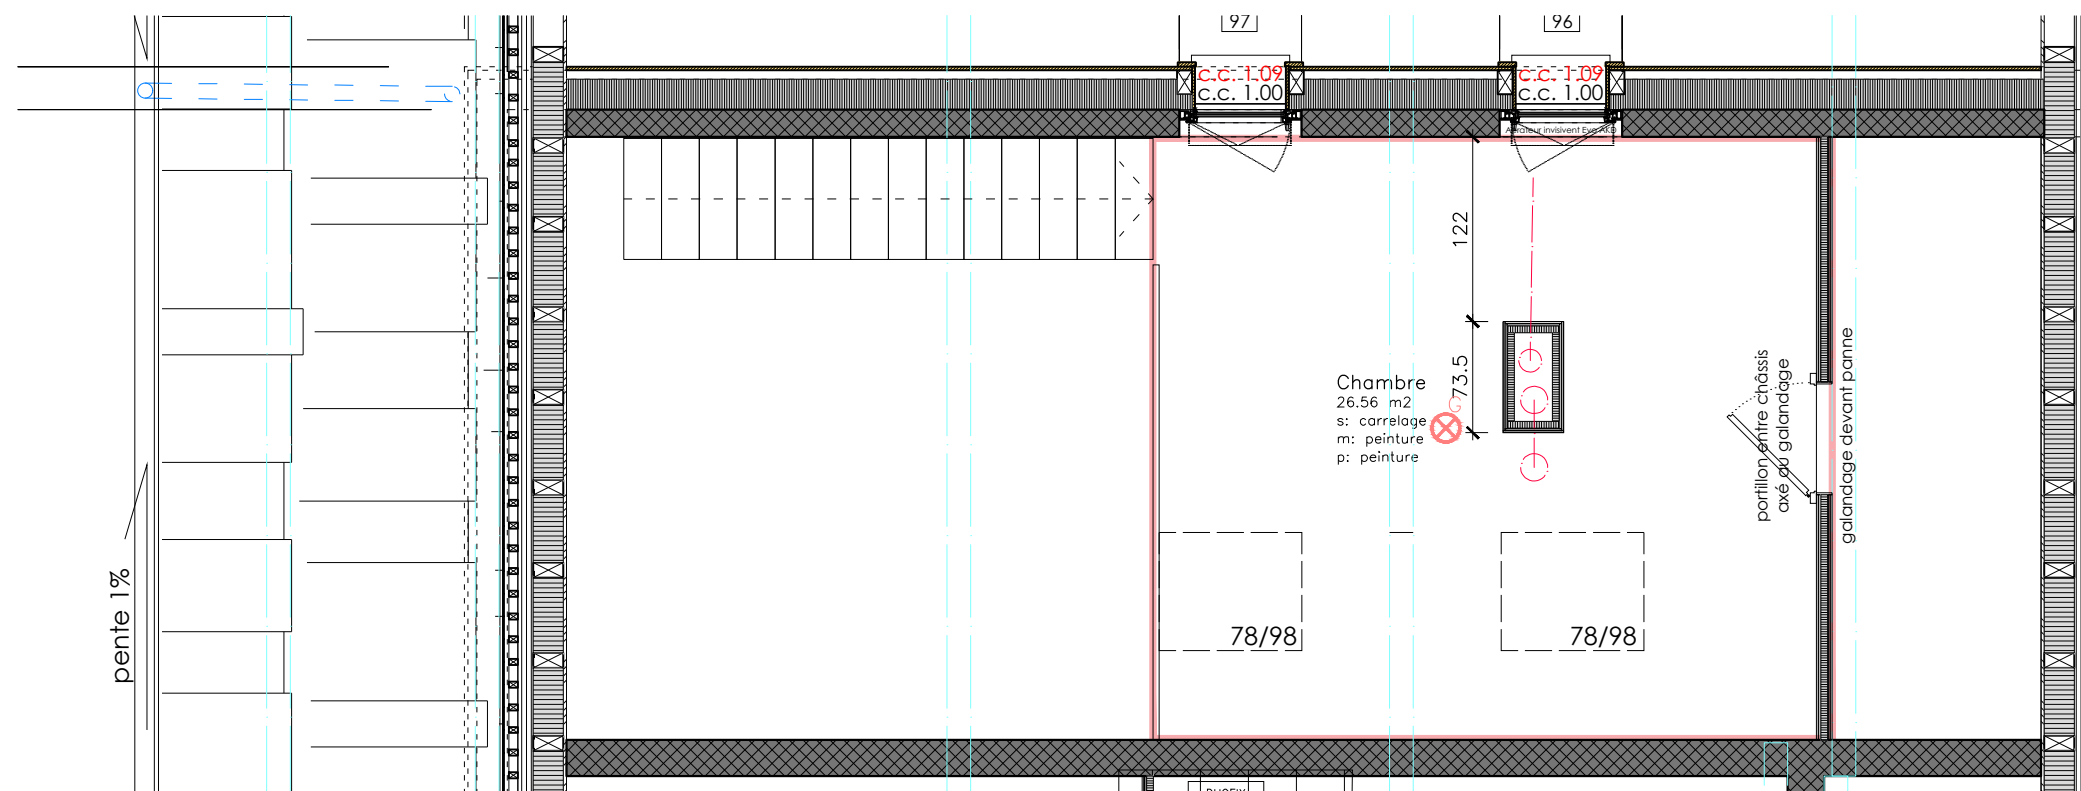 97
96
c.c. 1.09
c.c. 1.00
c.c. 1.09
c.c. 1.00
Aérateur invisivent Evo AKD
122
73.5
Chambre
26.56 m2
s: carrelage
m: peinture
p: peinture
portillon entre châssis
axé au galandage
galandage devant panne
pente 1%
78/98
78/98